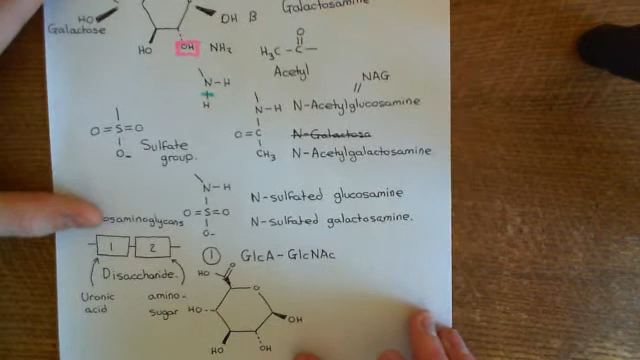 HO
OH B
Galactosamine
Galactose
HO
OH NH₂
O
H₃C-C-
Acetyl
N-H
H
NAG
N-H N-Acetylglucosamine
O=S=O
O=C
N-Galactosa
O-
Sulfate
group.
CH₃ N-Acetylgalactosamine
N-H
N-sulfated glucosamine
O=S=O
N-sulfated galactosamine.
O-
osaminoglycans
1 2
1 GlcA-GlcNAc
Disaccharide.
Uronic
acid
amino-
sugar
HO
O
O
HO
OH
HO
OH